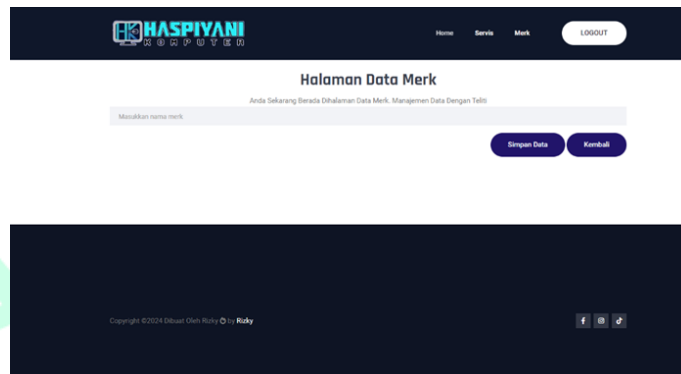 HASPIYANI
KOMPUTER
Home Servis Merk LOGOUT
Halaman Data Merk
Anda Sekarang Berada Dihalaman Data Merk. Manajemen Data Dengan Teliti
Masukkan nama merk
Simpan Data Kembali
Copyright ©2024 Dibuat Oleh Rizky by Rizky